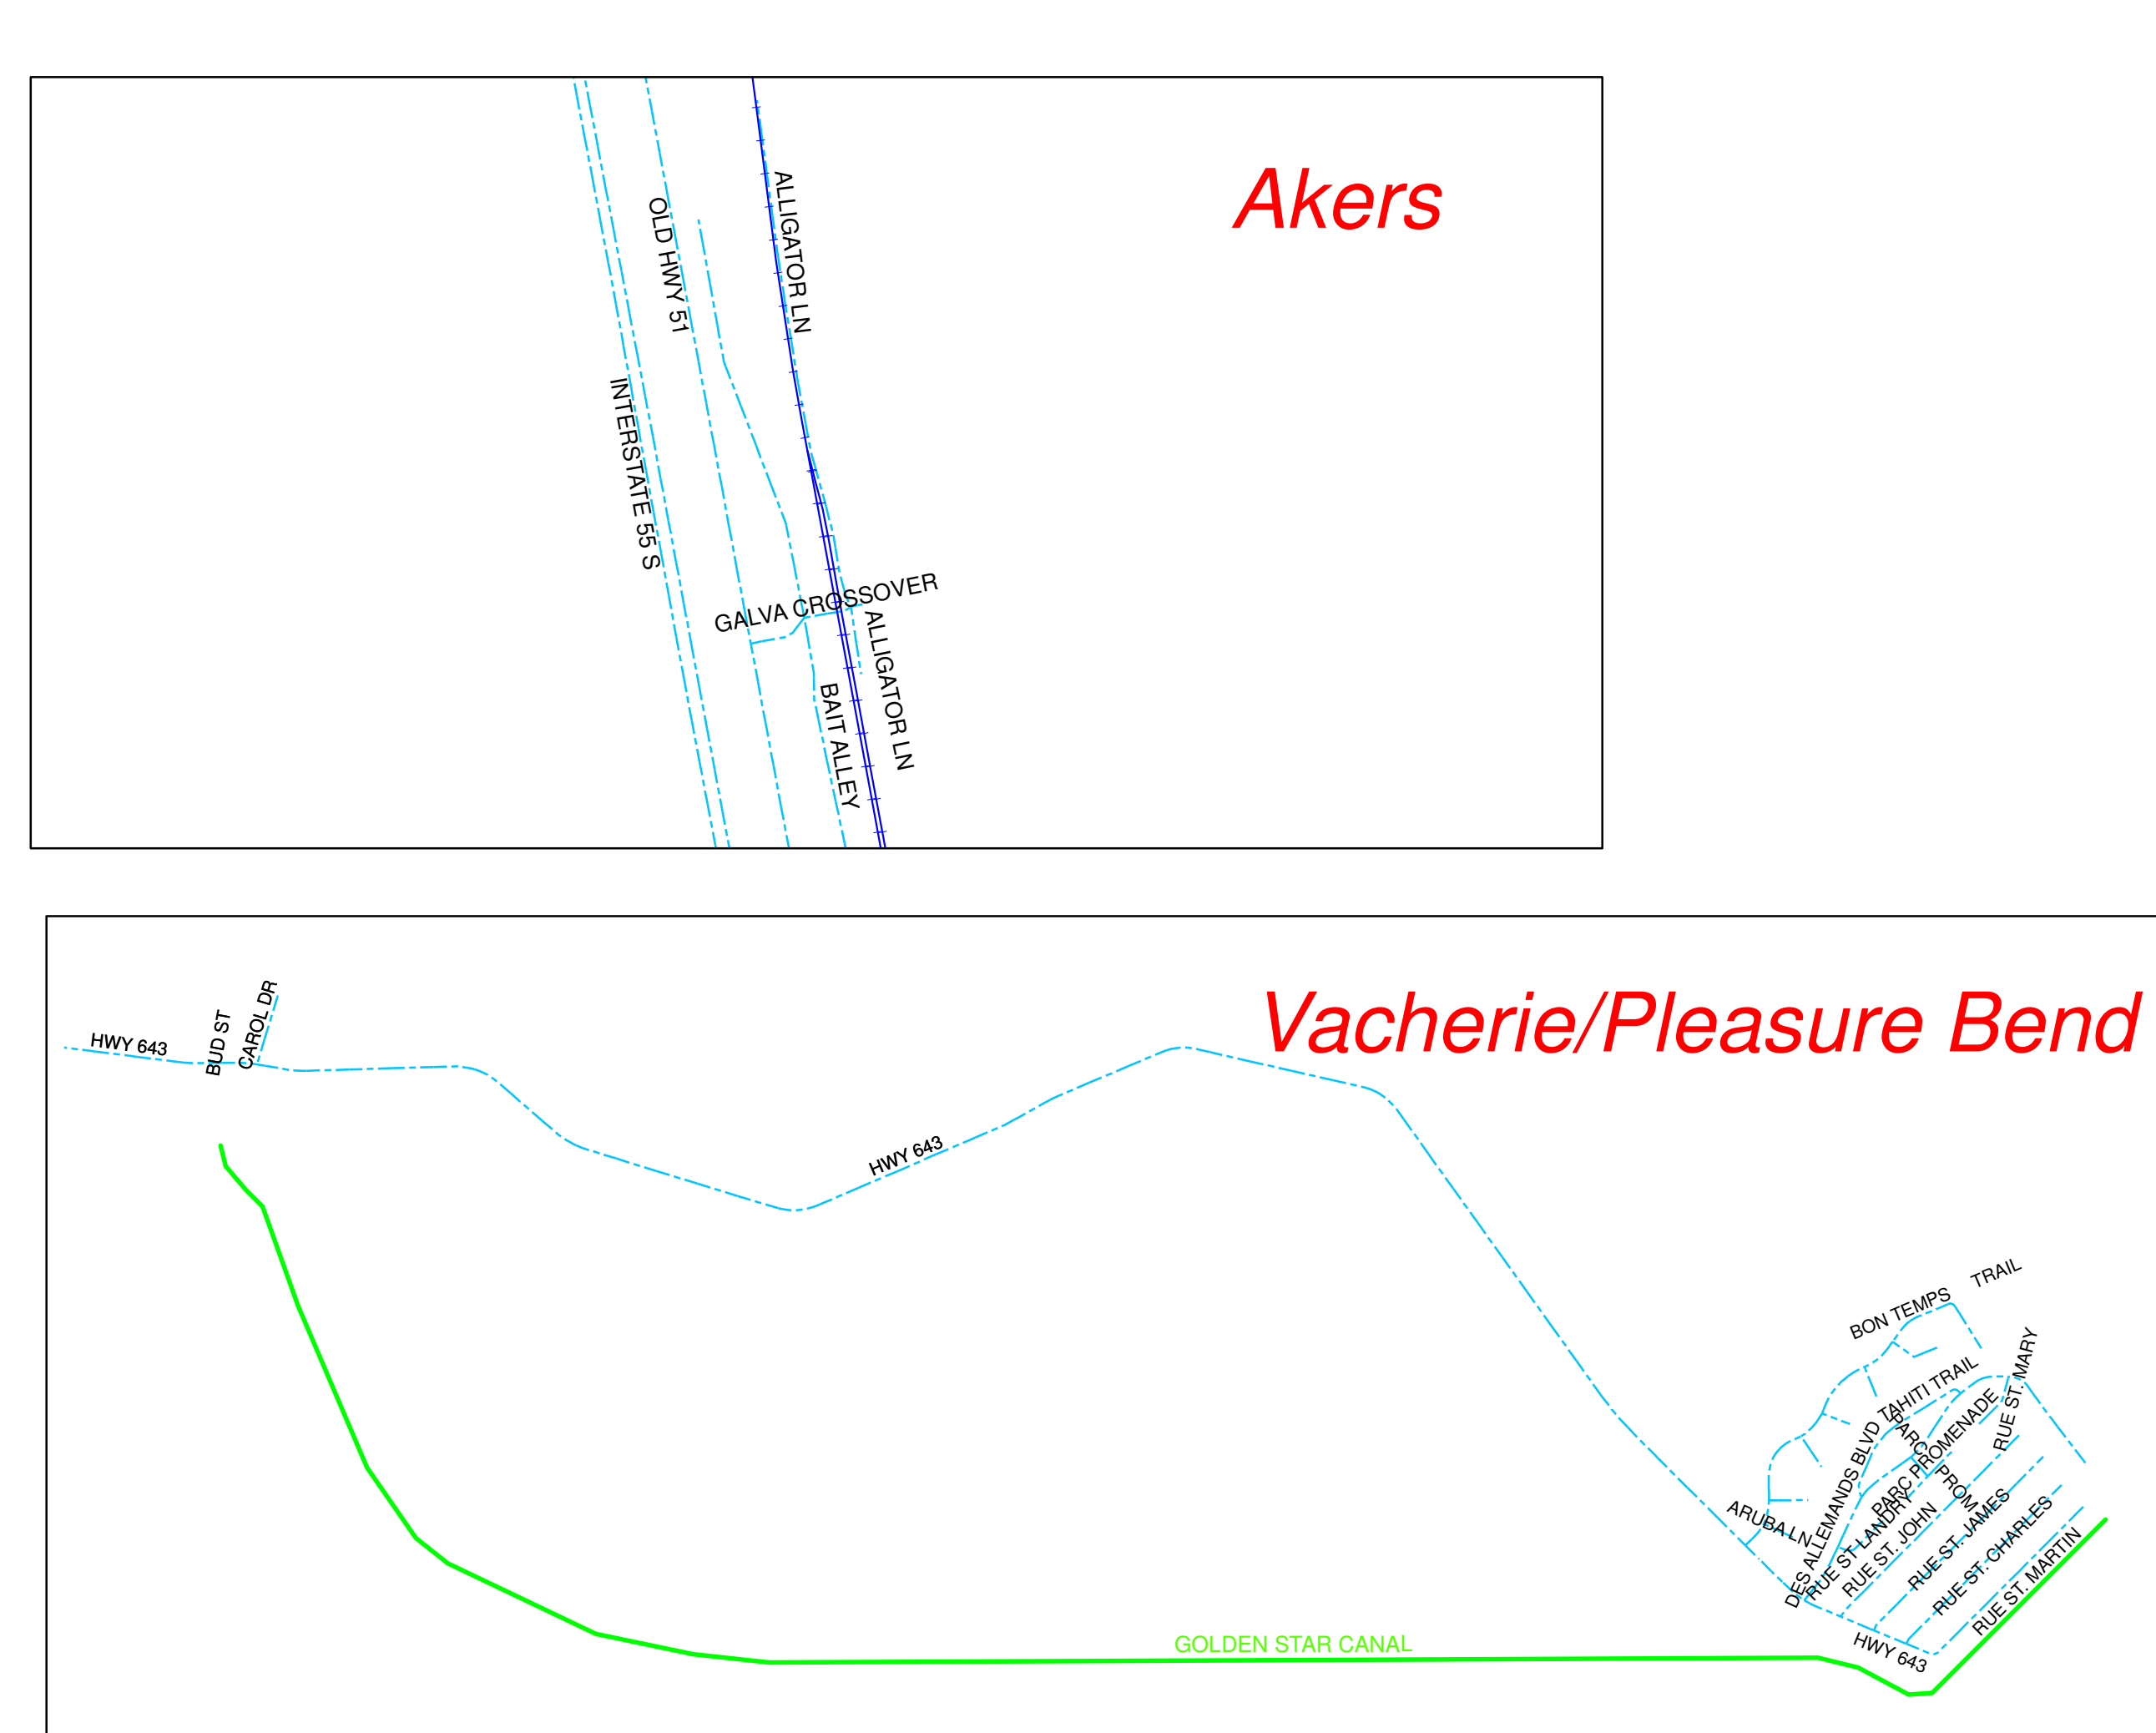 Akers
ALLIGATOR LN
OLD HWY 51
INTERSTATE 55 S
GALVA CROSSOVER
ALLIGATOR LN
BAIT ALLEY
Vacherie/Pleasure Bend
HWY 643
BUD ST
CAROL DR
HWY 643
BON TEMPS TRAIL
TAHITI TRAIL
RUE ST. MARY
PARC PROM
PARC PROMENADE
DES ALLEMANDS BLVD
ARUBA LN
RUE ST LANDRY
RUE ST. JOHN
RUE ST. JAMES
RUE ST. CHARLES
RUE ST. MARTIN
HWY 643
GOLDEN STAR CANAL